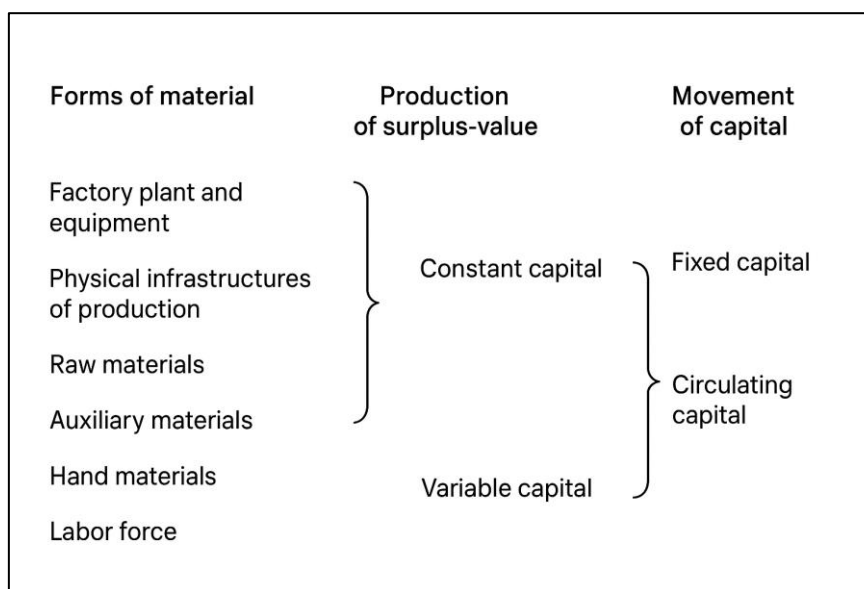 Forms of material
Production
of surplus-value
Movement
of capital
Factory plant and
equipment
Physical infrastructures
of production
Raw materials
Auxiliary materials
Hand materials
Labor force
Constant capital
Variable capital
Fixed capital
Circulating
capital